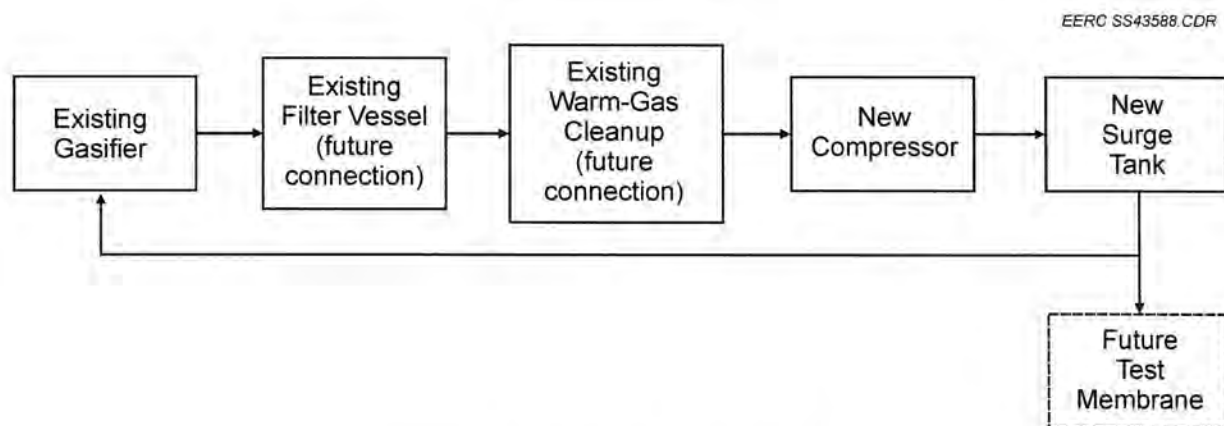 EERC SS43588.CDR
Existing
Gasifier
Existing
Filter Vessel
(future
connection)
Existing
Warm-Gas
Cleanup
(future
connection)
New
Compressor
New
Surge
Tank
Future
Test
Membrane